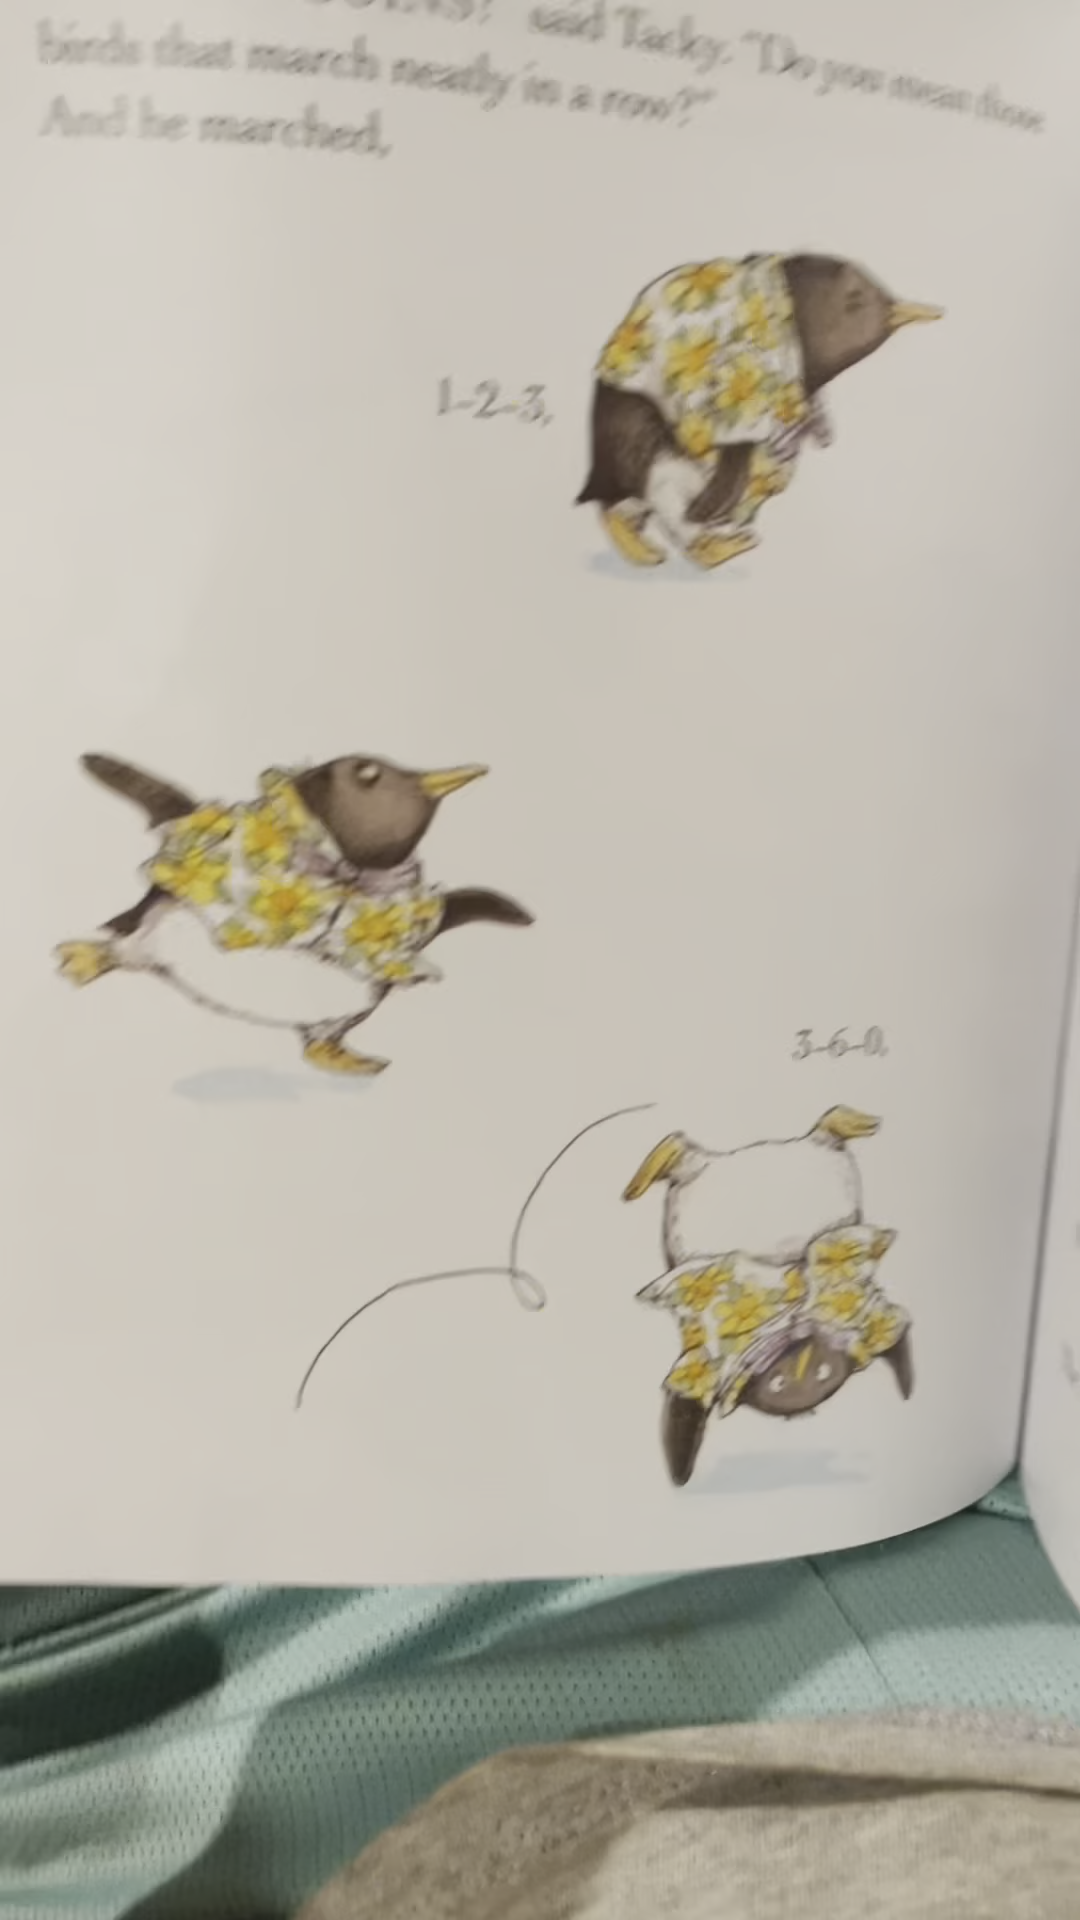 said Tacky. "Do you mean those
birds that march neatly in a row?"
And he marched,
1-2-3,
3-6-0.